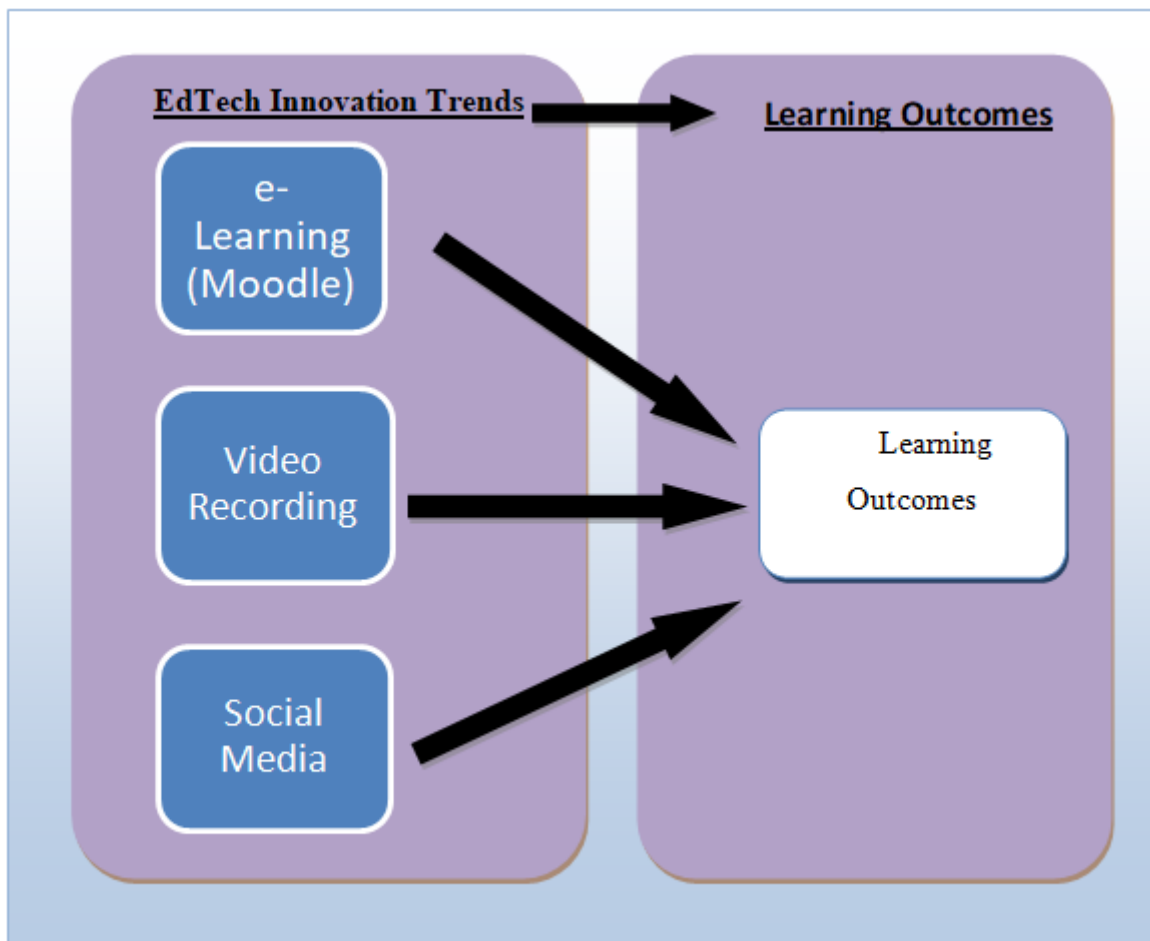 EdTech Innovation Trends
Learning Outcomes
e-
Learning
(Moodle)
Video
Recording
Social
Media
Learning
Outcomes